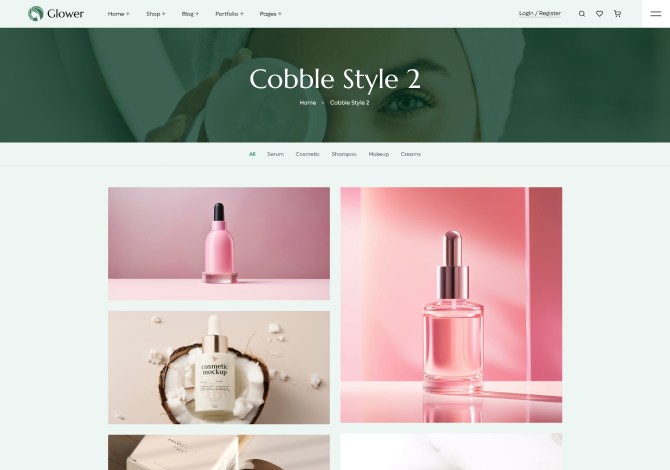 Glower
Home + Shop + Blog + Portfolio + Pages +
Login / Register
Cobble Style 2
Home Cobble Style 2
All Serum Cosmetic Shampoo Makeup Creams
cosmetic
mockup